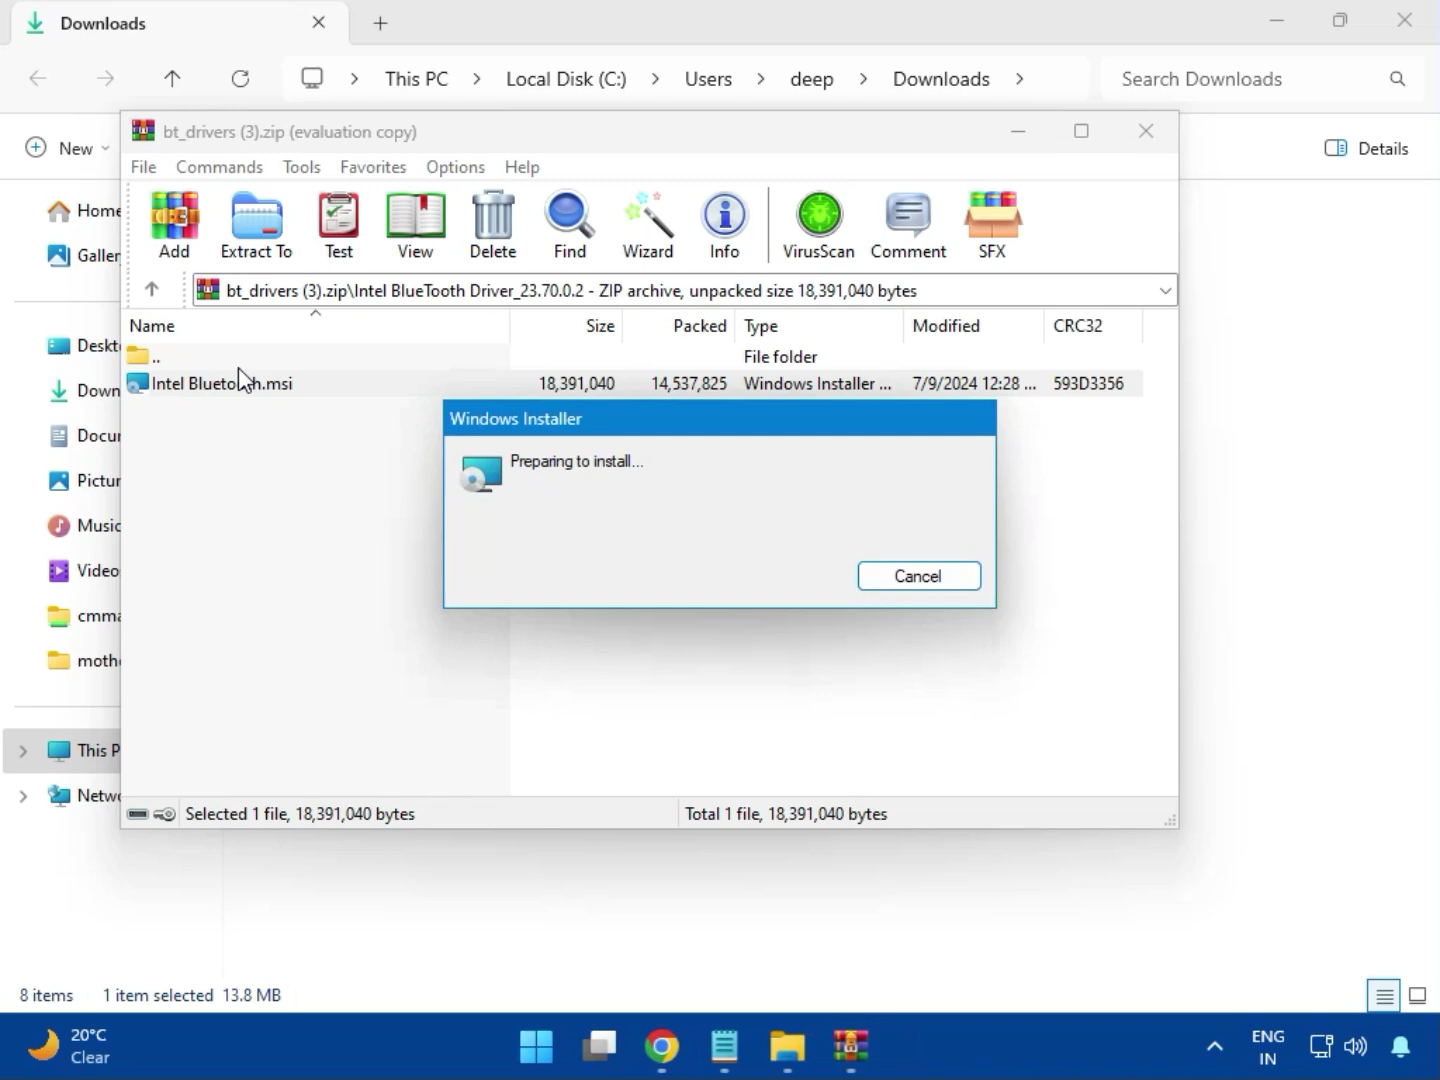 Downloads
This PC
Local Disk (C:)
Users
deep
Downloads
Search Downloads
New
Details
bt_drivers (3).zip (evaluation copy)
File Commands Tools Favorites Options Help
Add Extract To Test View Delete Find Wizard Info VirusScan Comment SFX
bt_drivers (3).zip\Intel BlueTooth Driver_23.70.0.2 - ZIP archive, unpacked size 18,391,040 bytes
Name Size Packed Type Modified CRC32
.. File folder
Intel Bluetooth.msi 18,391,040 14,537,825 Windows Installer ... 7/9/2024 12:28 ... 593D3356
Windows Installer
Preparing to install...
Cancel
Home
Galler
Deskt
Down
Docur
Pictur
Music
Video
cmma
moth
This P
Netwo
Selected 1 file, 18,391,040 bytes
Total 1 file, 18,391,040 bytes
8 items 1 item selected 13.8 MB
20°C
Clear
ENG
IN